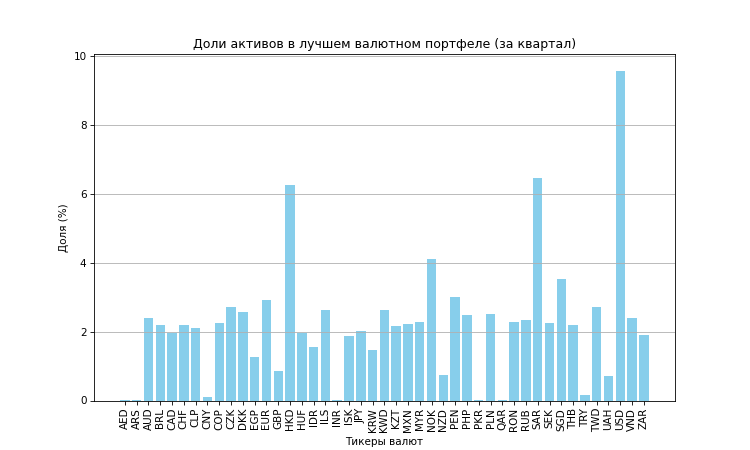 Доли активов в лучшем валютном портфеле (за квартал)
Доля (%)
10
8
6
4
2
0
AED ARS AUD BRL CAD CHF CLP CNY COP CZK DKK EGP EUR GBP HKD HUF IDR ILS INR ISK JPY KRW KWD KZT MXN MYR NOK NZD PEN PHP PKR PLN QAR RON RUB SAR SEK SGD THB TRY TWD UAH USD VND ZAR
Тикеры валют